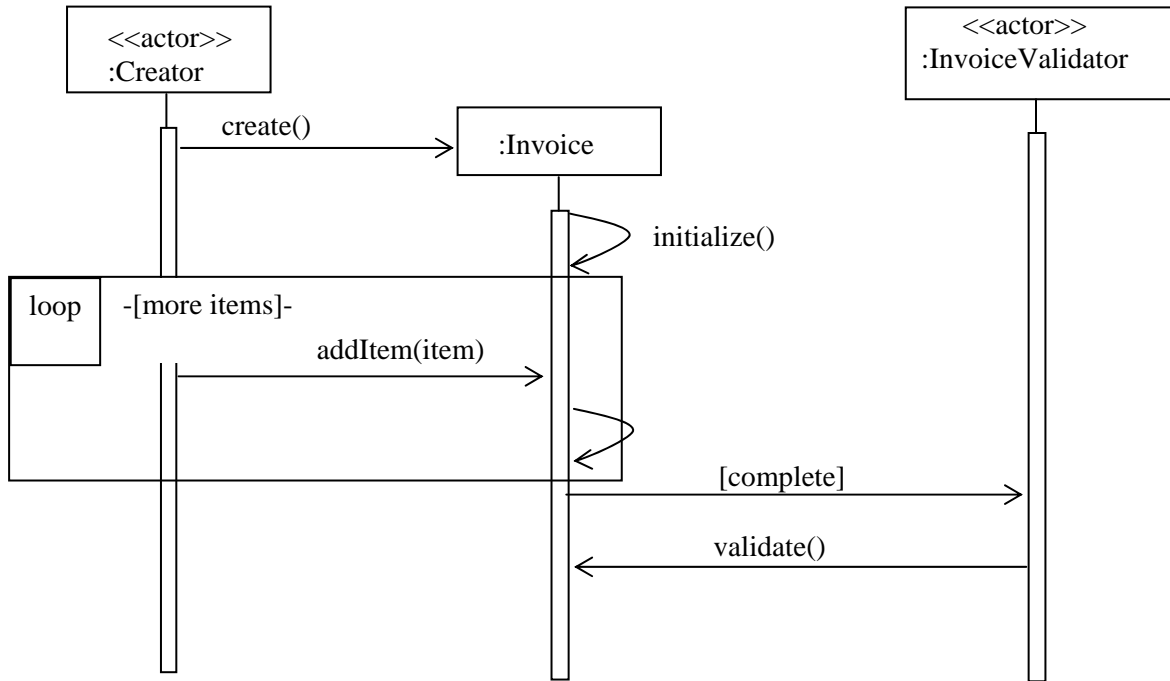 <<actor>>
:Creator
<<actor>>
:InvoiceValidator
create()
:Invoice
initialize()
loop
-[more items]-
addItem(item)
[complete]
validate()